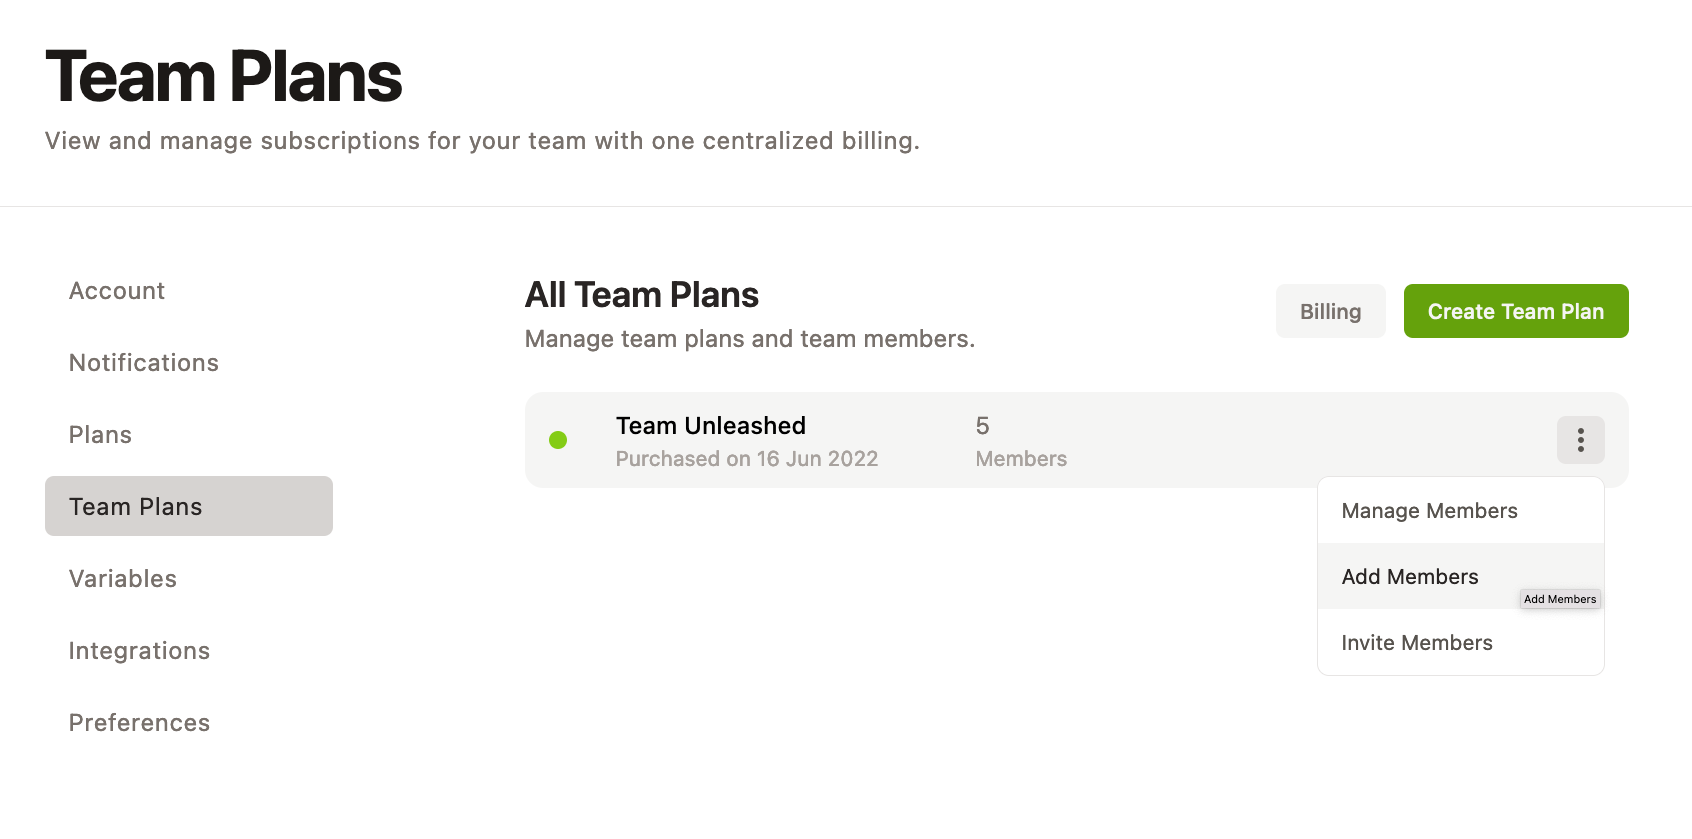 Team Plans
View and manage subscriptions for your team with one centralized billing.
Account
Notifications
Plans
Team Plans
Variables
Integrations
Preferences
All Team Plans
Manage team plans and team members.
Billing
Create Team Plan
Team Unleashed
Purchased on 16 Jun 2022
5
Members
Manage Members
Add Members
Add Members
Invite Members